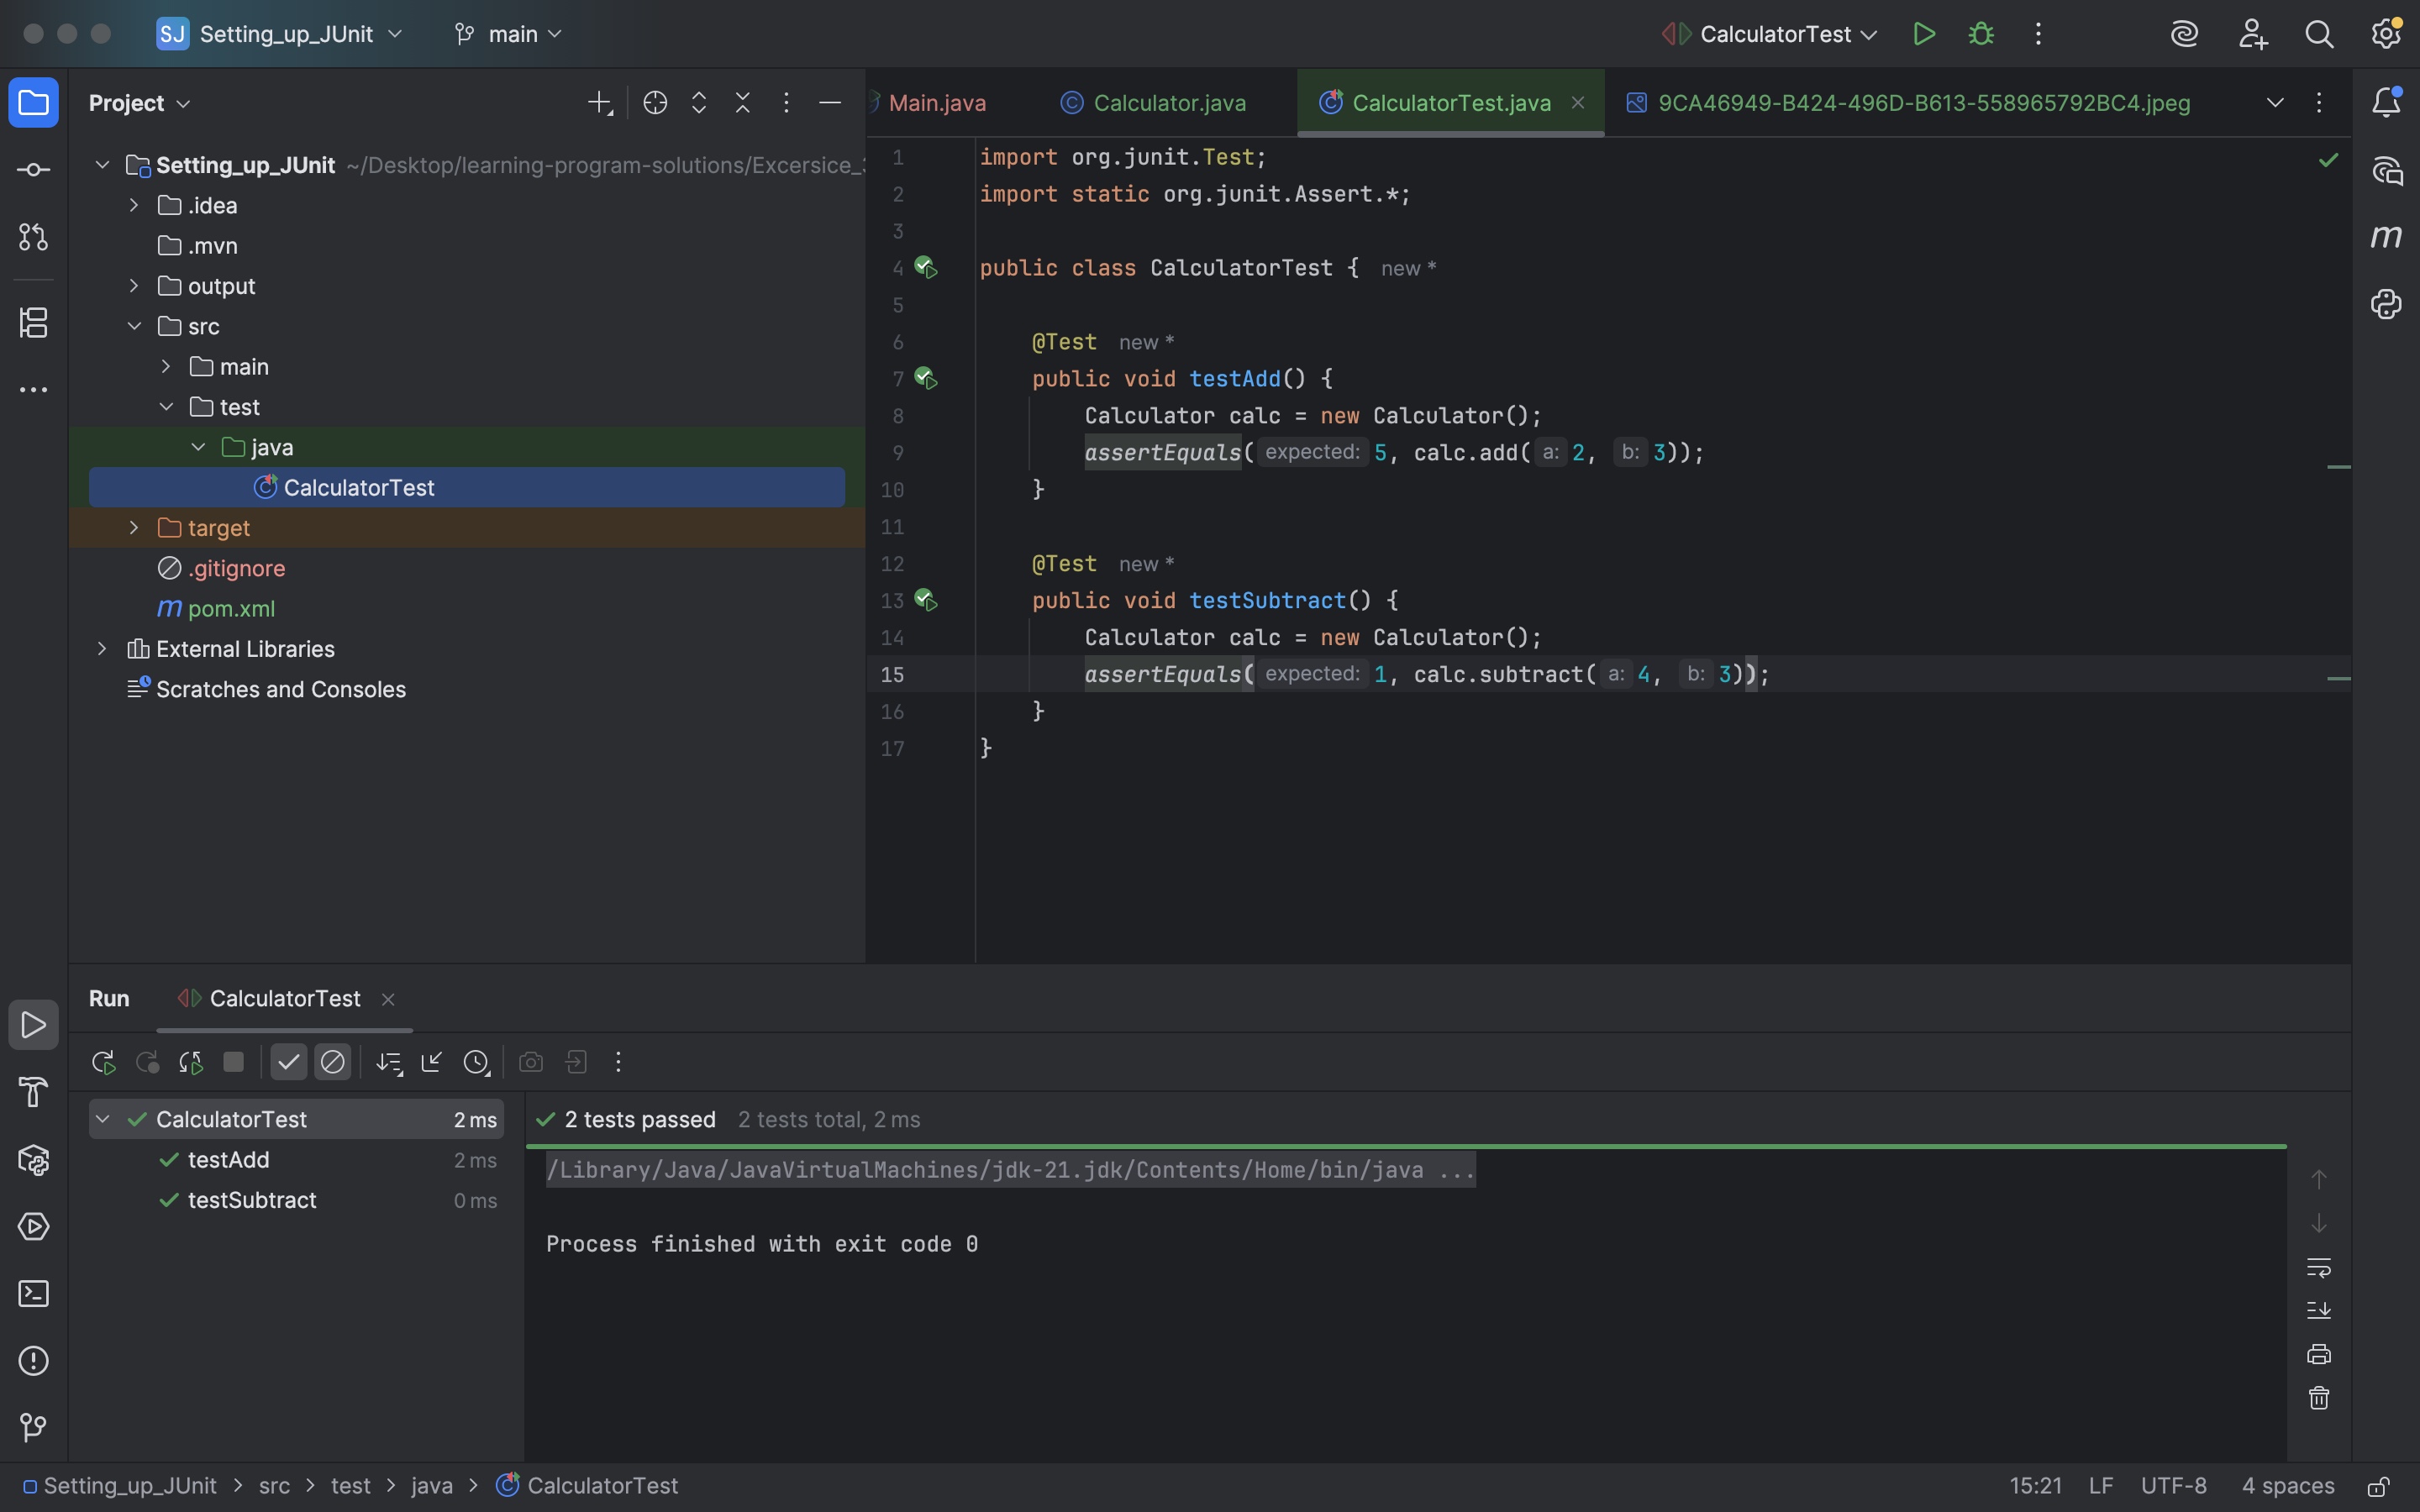 SJ Setting_up_JUnit main CalculatorTest
Project
Main.java Calculator.java CalculatorTest.java 9CA46949-B424-496D-B613-558965792BC4.jpeg
Setting_up_JUnit ~/Desktop/learning-program-solutions/Excersice_
.idea
.mvn
output
src
main
test
java
CalculatorTest
target
.gitignore
m pom.xml
External Libraries
Scratches and Consoles
1 import org.junit.Test;
2 import static org.junit.Assert.*;
3
4 public class CalculatorTest { new *
5
6 @Test new *
7 public void testAdd() {
8 Calculator calc = new Calculator();
9 assertEquals( expected: 5, calc.add( a: 2, b: 3));
10 }
11
12 @Test new *
13 public void testSubtract() {
14 Calculator calc = new Calculator();
15 assertEquals( expected: 1, calc.subtract( a: 4, b: 3));
16 }
17 }
m
Run CalculatorTest
CalculatorTest 2 ms
testAdd 2 ms
testSubtract 0 ms
2 tests passed 2 tests total, 2 ms
/Library/Java/JavaVirtualMachines/jdk-21.jdk/Contents/Home/bin/java ...
Process finished with exit code 0
Setting_up_JUnit > src > test > java > CalculatorTest
15:21 LF UTF-8 4 spaces